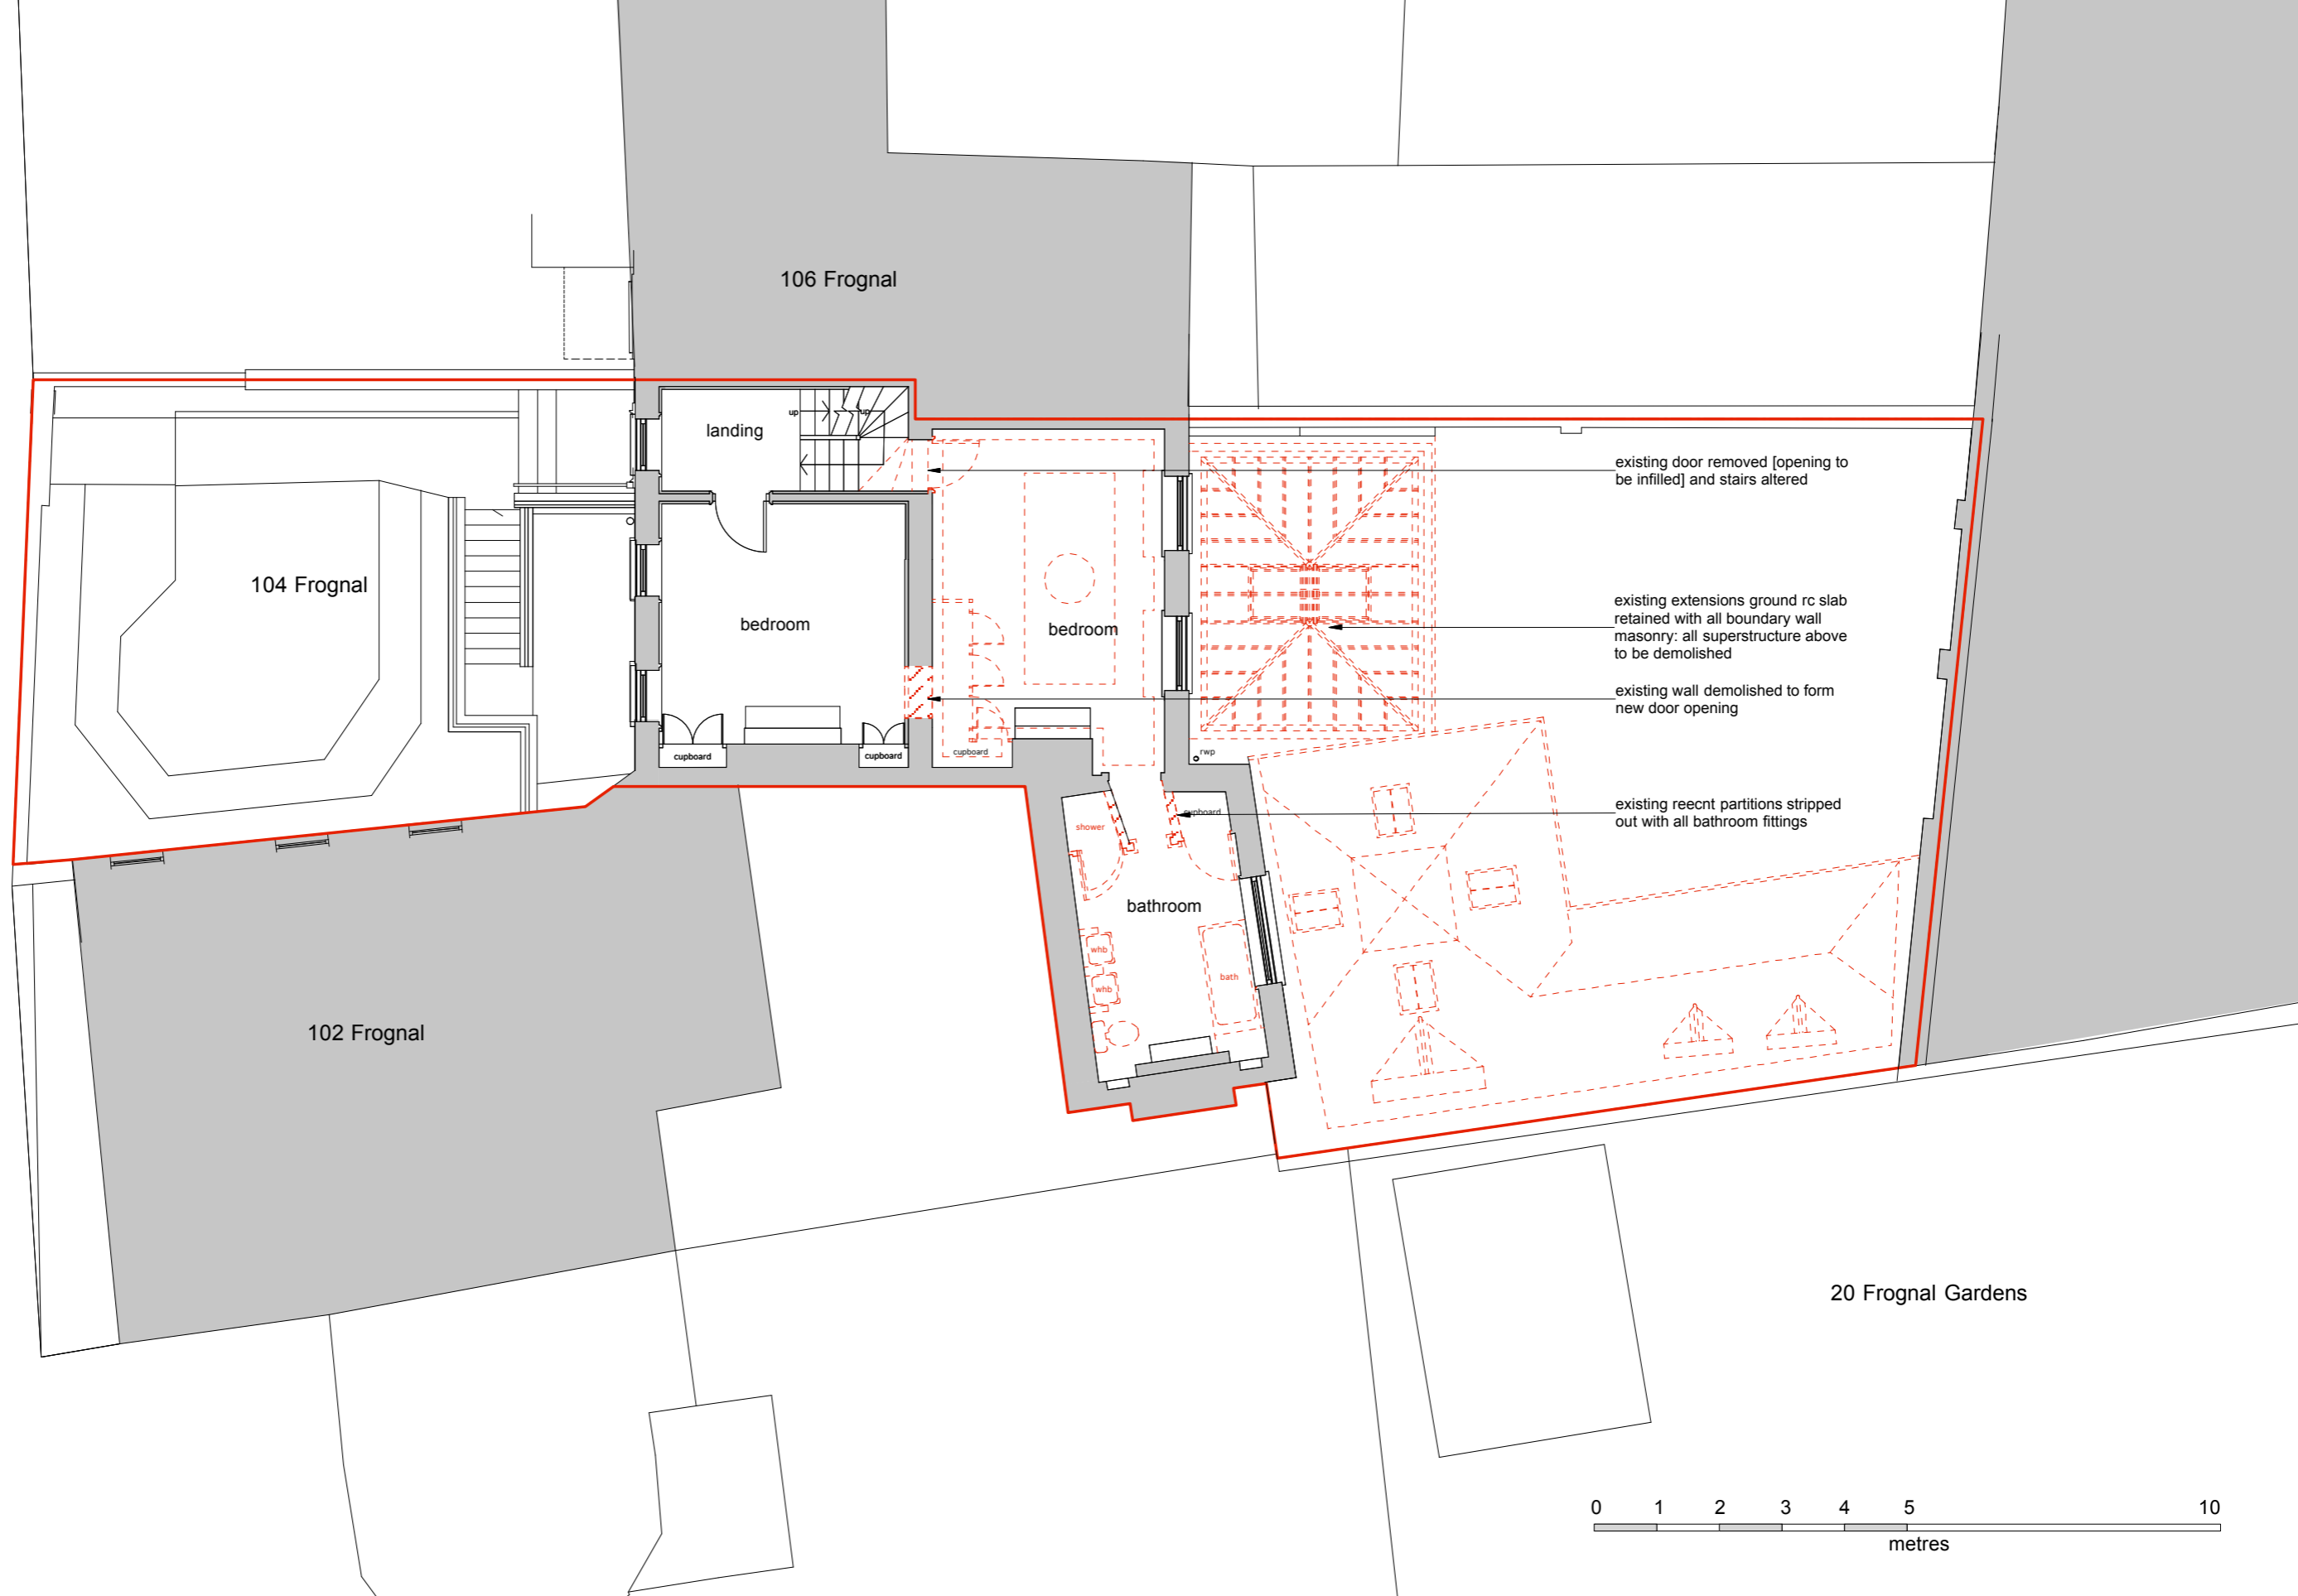 106 Frognal
up
up
landing
existing door removed [opening to
be infilled] and stairs altered
104 Frognal
bedroom
bedroom
existing extensions ground rc slab
retained with all boundary wall
masonry: all superstructure above
to be demolished
existing wall demolished to form
new door opening
cupboard
cupboard
cupboard
rwp
shower
cupboard
existing reecnt partitions stripped
out with all bathroom fittings
bathroom
whb
whb
bath
102 Frognal
20 Frognal Gardens
0 1 2 3 4 5 10
metres